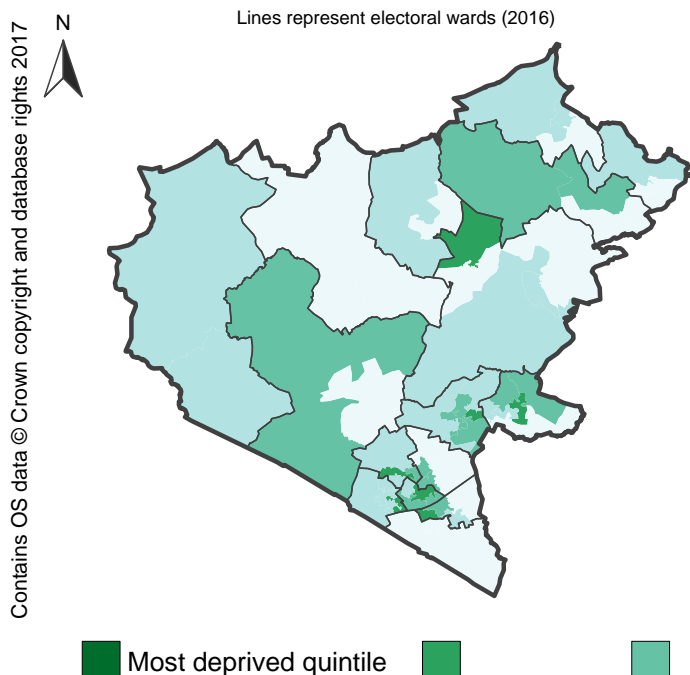 Lines represent electoral wards (2016)
N
Contains OS data © Crown copyright and database rights 2017
Most deprived quintile